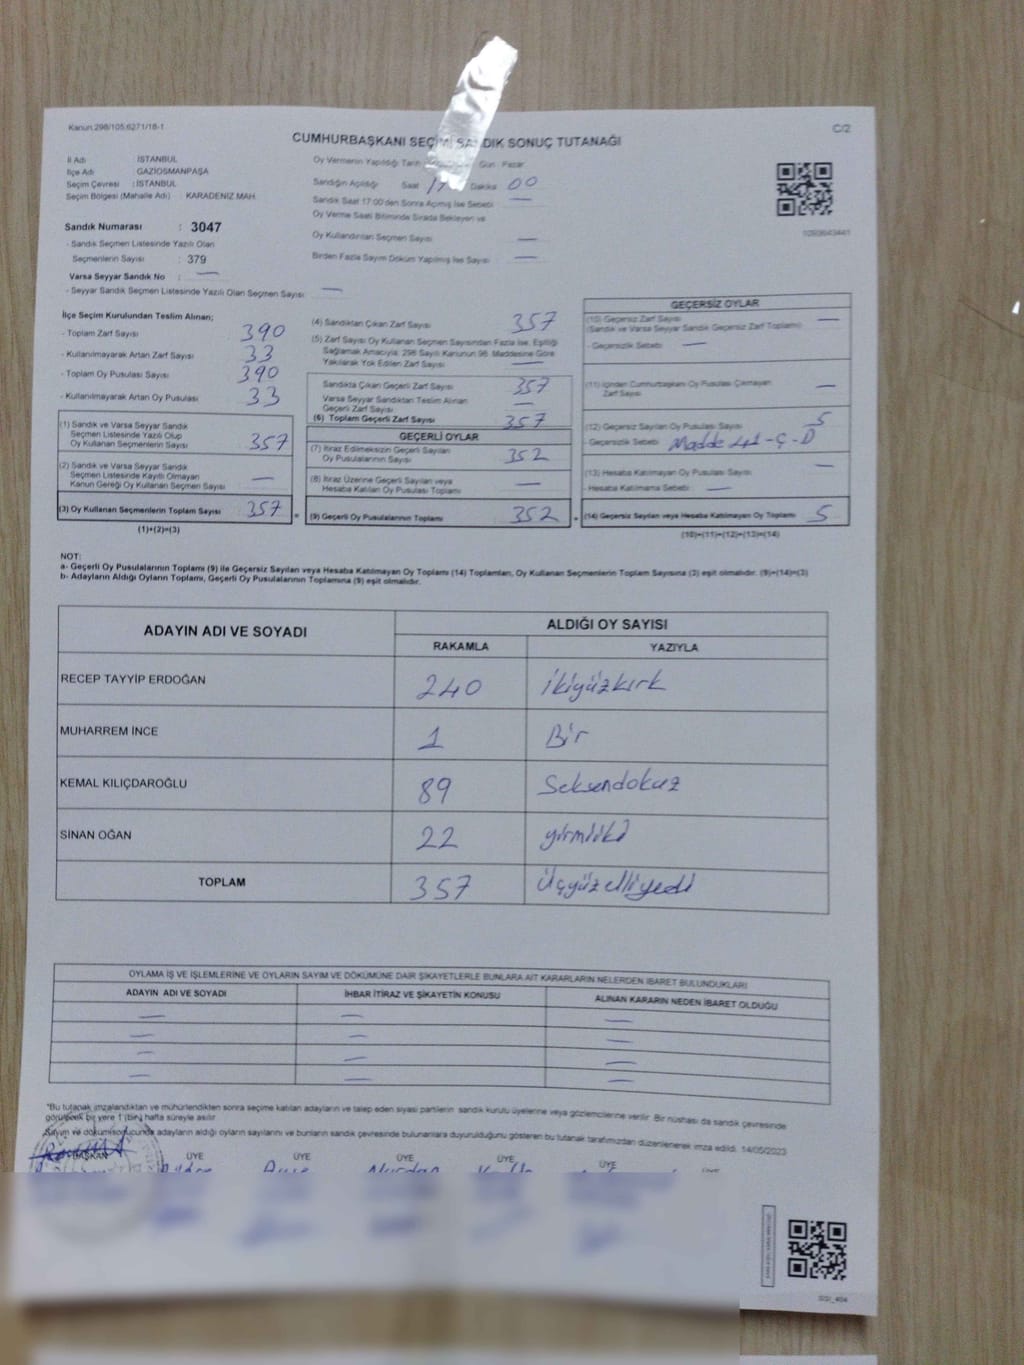 Kanun:298/105,6271/18-1
C/2
CUMHURBAŞKANI SEÇİMİ SANDIK SONUÇ TUTANAĞI
İl Adı İSTANBUL
İlçe Adı GAZİOSMANPAŞA
Seçim Çevresi : İSTANBUL
Seçim Bölgesi (Mahalle Adı) : KARADENİZ MAH.
Oy Vermenin Yapıldığı Tarih Gün : Pazar
Sandığın Açıldığı Saat Dakika 00
Sandık Saat 17:00'den Sonra Açılmış İse Sebebi —
Oy Verme Saati Bitiminde Sırada Bekleyen ve
Oy Kullandırılan Seçmen Sayısı —
Birden Fazla Sayım Döküm Yapılmış İse Sayısı —
1093643441
Sandık Numarası : 3047
- Sandık Seçmen Listesinde Yazılı Olan
Seçmenlerin Sayısı : 379
Varsa Seyyar Sandık No : —
- Seyyar Sandık Seçmen Listesinde Yazılı Olan Seçmen Sayısı: —
İlçe Seçim Kurulundan Teslim Alınan;
- Toplam Zarf Sayısı 390
- Kullanılmayarak Artan Zarf Sayısı 33
- Toplam Oy Pusulası Sayısı 390
- Kullanılmayarak Artan Oy Pusulası 33
(1) Sandık ve Varsa Seyyar Sandık
Seçmen Listesinde Yazılı Olup
Oy Kullanan Seçmenlerin Sayısı 357
(2) Sandık ve Varsa Seyyar Sandık
Seçmen Listesinde Kayıtlı Olmayan
Kanun Gereği Oy Kullanan Seçmen Sayısı —
(3) Oy Kullanan Seçmenlerin Toplam Sayısı 357 =
(1)+(2)=(3)
(4) Sandıktan Çıkan Zarf Sayısı 357
(5) Zarf Sayısı Oy Kullanan Seçmen Sayısından Fazla İse, Eşitliği
Sağlamak Amacıyla; 298 Sayılı Kanunun 98. Maddesine Göre
Yakılarak Yok Edilen Zarf Sayısı —
Sandıkta Çıkan Geçerli Zarf Sayısı 357
Varsa Seyyar Sandıktan Teslim Alınan
Geçerli Zarf Sayısı —
(6) Toplam Geçerli Zarf Sayısı 357
GEÇERLİ OYLAR
(7) İtiraz Edilmeksizin Geçerli Sayılan
Oy Pusulalarının Sayısı 352
(8) İtiraz Üzerine Geçerli Sayılan veya
Hesaba Katılan Oy Pusulası Toplamı —
(9) Geçerli Oy Pusulalarının Toplamı 352 +
GEÇERSİZ OYLAR
(10) Geçersiz Zarf Sayısı —
(Sandık ve Varsa Seyyar Sandık Geçersiz Zarf Toplamı)
- Geçersizlik Sebebi: —
(11) İçinden Cumhurbaşkanı Oy Pusulası Çıkmayan
Zarf Sayısı —
(12) Geçersiz Sayılan Oy Pusulası Sayısı 5
- Geçersizlik Sebebi Madde 41-Ç-D
(13) Hesaba Katılmayan Oy Pusulası Sayısı —
- Hesaba Katılmama Sebebi: —
(14) Geçersiz Sayılan veya Hesaba Katılmayan Oy Toplamı 5
(10)+(11)+(12)+(13)=(14)
NOT:
a- Geçerli Oy Pusulalarının Toplamı (9) ile Geçersiz Sayılan veya Hesaba Katılmayan Oy Toplamı (14) Toplamları, Oy Kullanan Seçmenlerin Toplam Sayısına (3) eşit olmalıdır. (9)+(14)=(3)
b- Adayların Aldığı Oyların Toplamı, Geçerli Oy Pusulalarının Toplamına (9) eşit olmalıdır.
ADAYIN ADI VE SOYADI
ALDIĞI OY SAYISI
RAKAMLA YAZIYLA
RECEP TAYYİP ERDOĞAN 240 ikiyüzkırk
MUHARREM İNCE 1 Bir
KEMAL KILIÇDAROĞLU 89 Seksendokuz
SİNAN OĞAN 22 yirmiiki
TOPLAM 357 Üçyüzelliyedi
OYLAMA İŞ VE İŞLEMLERİNE VE OYLARIN SAYIM VE DÖKÜMÜNE DAİR ŞİKAYETLERLE BUNLARA AİT KARARLARIN NELERDEN İBARET BULUNDUKLARI
ADAYIN ADI VE SOYADI İHBAR İTİRAZ VE ŞİKAYETİN KONUSU ALINAN KARARIN NEDEN İBARET OLDUĞU
— — —
— — —
— — —
— — —
*Bu tutanak imzalandıktan ve mühürlendikten sonra seçime katılan adayların ve talep eden siyasi partilerin sandık kurulu üyelerine veya gözlemcilerine verilir. Bir nüshası da sandık çevresinde
görülecek bir yere 1 (bir) hafta süreyle asılır.
Sayım ve dökümü sonucunda adayların aldığı oyların sayılarını ve bunların sandık çevresinde bulunanlara duyurulduğunu gösteren bu tutanak tarafımızdan düzenlenerek imza edildi. 14/05/2023
BAŞKAN ÜYE ÜYE ÜYE ÜYE ÜYE ÜYE